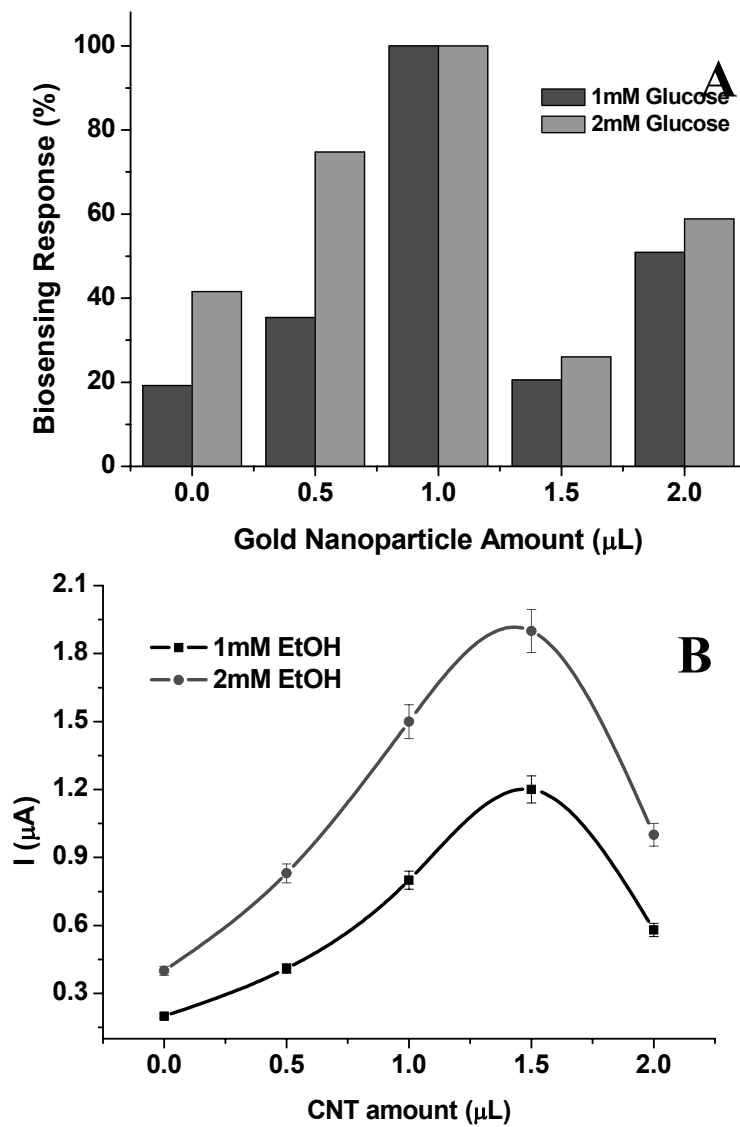 A
1mM Glucose
2mM Glucose
Biosensing Response (%)
100
80
60
40
20
0
0.0 0.5 1.0 1.5 2.0
Gold Nanoparticle Amount (μL)
B
1mM EtOH
2mM EtOH
I (μA)
2.1
1.8
1.5
1.2
0.9
0.6
0.3
0.0 0.5 1.0 1.5 2.0
CNT amount (μL)